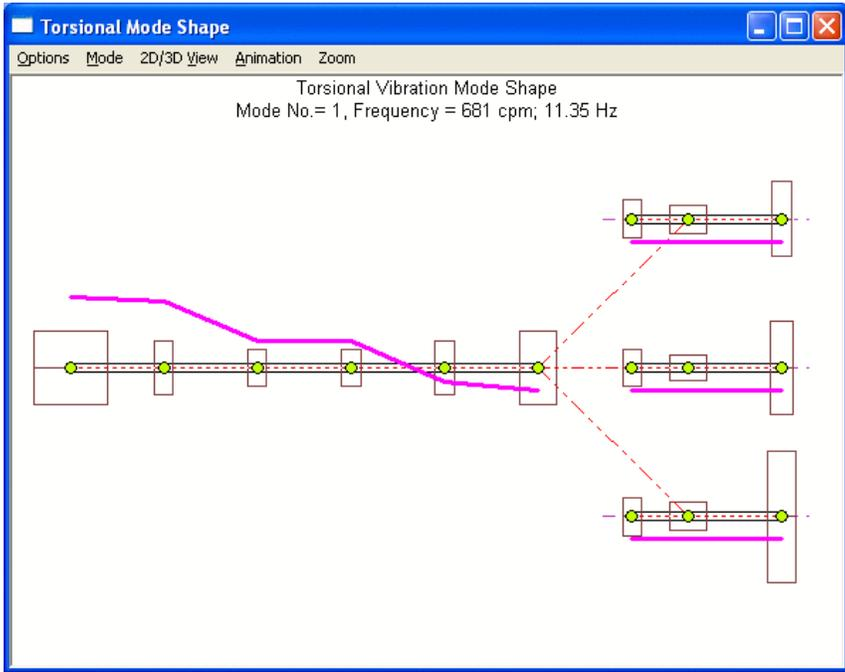 Torsional Mode Shape
Options Mode 2D/3D View Animation Zoom
Torsional Vibration Mode Shape
Mode No.= 1, Frequency = 681 cpm; 11.35 Hz